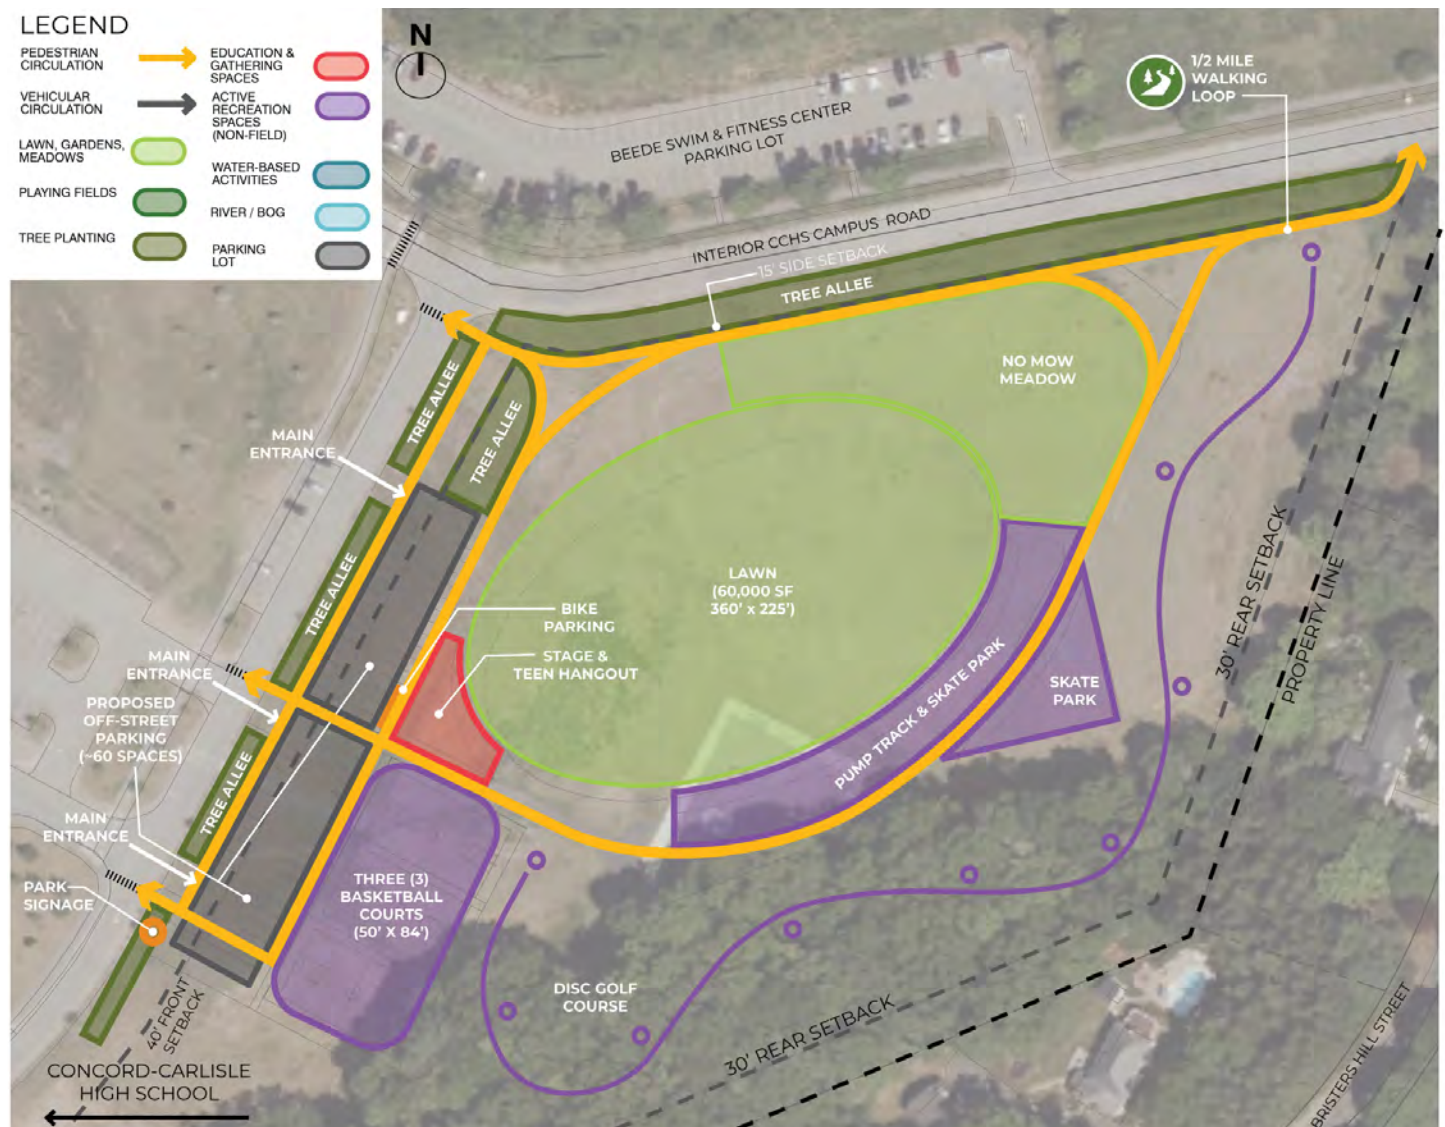 LEGEND
PEDESTRIAN
CIRCULATION
VEHICULAR
CIRCULATION
LAWN, GARDENS,
MEADOWS
PLAYING FIELDS
TREE PLANTING
EDUCATION &
GATHERING
SPACES
ACTIVE
RECREATION
SPACES
(NON-FIELD)
WATER-BASED
ACTIVITIES
RIVER / BOG
PARKING
LOT
N
1/2 MILE
WALKING
LOOP
BEEDE SWIM & FITNESS CENTER
PARKING LOT
INTERIOR CCHS CAMPUS ROAD
15' SIDE SETBACK
TREE ALLEE
NO MOW
MEADOW
TREE ALLEE
TREE ALLEE
MAIN
ENTRANCE
TREE ALLEE
LAWN
(60,000 SF
360' x 225')
BIKE
PARKING
STAGE &
TEEN HANGOUT
MAIN
ENTRANCE
PROPOSED
OFF-STREET
PARKING
(~60 SPACES)
TREE ALLEE
MAIN
ENTRANCE
PARK
SIGNAGE
PUMP TRACK & SKATE PARK
SKATE
PARK
30' REAR SETBACK
PROPERTY LINE
THREE (3)
BASKETBALL
COURTS
(50' X 84')
DISC GOLF
COURSE
40' FRONT
SETBACK
30' REAR SETBACK
BRISTERS HILL STREET
CONCORD-CARLISLE
HIGH SCHOOL